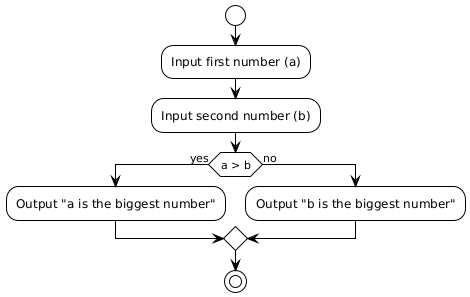 Input first number (a)
Input second number (b)
yes
a > b
no
Output "a is the biggest number"
Output "b is the biggest number"